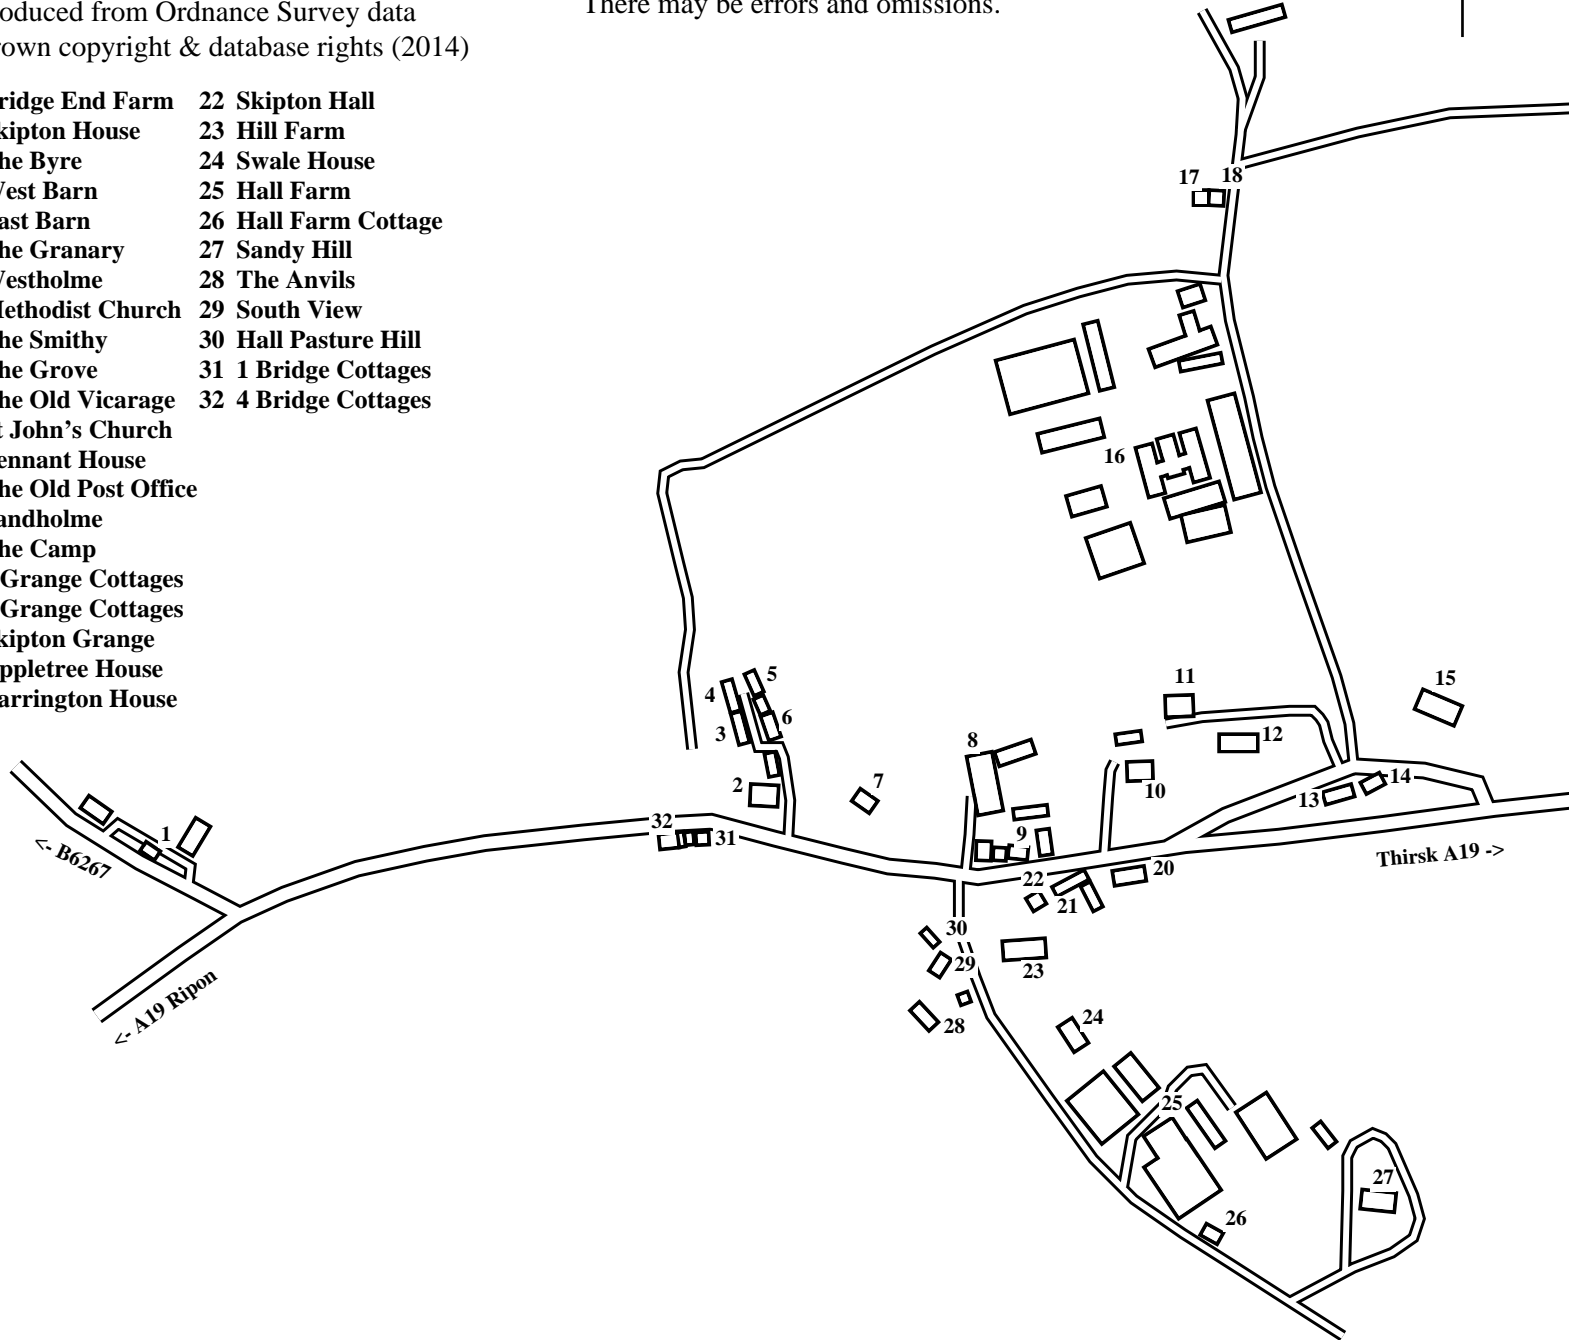 oduced from Ordnance Survey data
rown copyright & database rights (2014)
There may be errors and omissions.
ridge End Farm
kipton House
he Byre
Vest Barn
ast Barn
he Granary
Vestholme
Methodist Church
he Smithy
he Grove
he Old Vicarage
t John's Church
ennant House
he Old Post Office
andholme
he Camp
Grange Cottages
Grange Cottages
kipton Grange
ppletree House
arrington House
22 Skipton Hall
23 Hill Farm
24 Swale House
25 Hall Farm
26 Hall Farm Cottage
27 Sandy Hill
28 The Anvils
29 South View
30 Hall Pasture Hill
31 1 Bridge Cottages
32 4 Bridge Cottages
17 18
16
11
15
5
4
6
3
12
8
2
7
14
10
13
32
1
31
9
<- B6267
Thirsk A19 ->
20
22
21
30
29
23
<- A19 Ripon
28
24
25
27
26